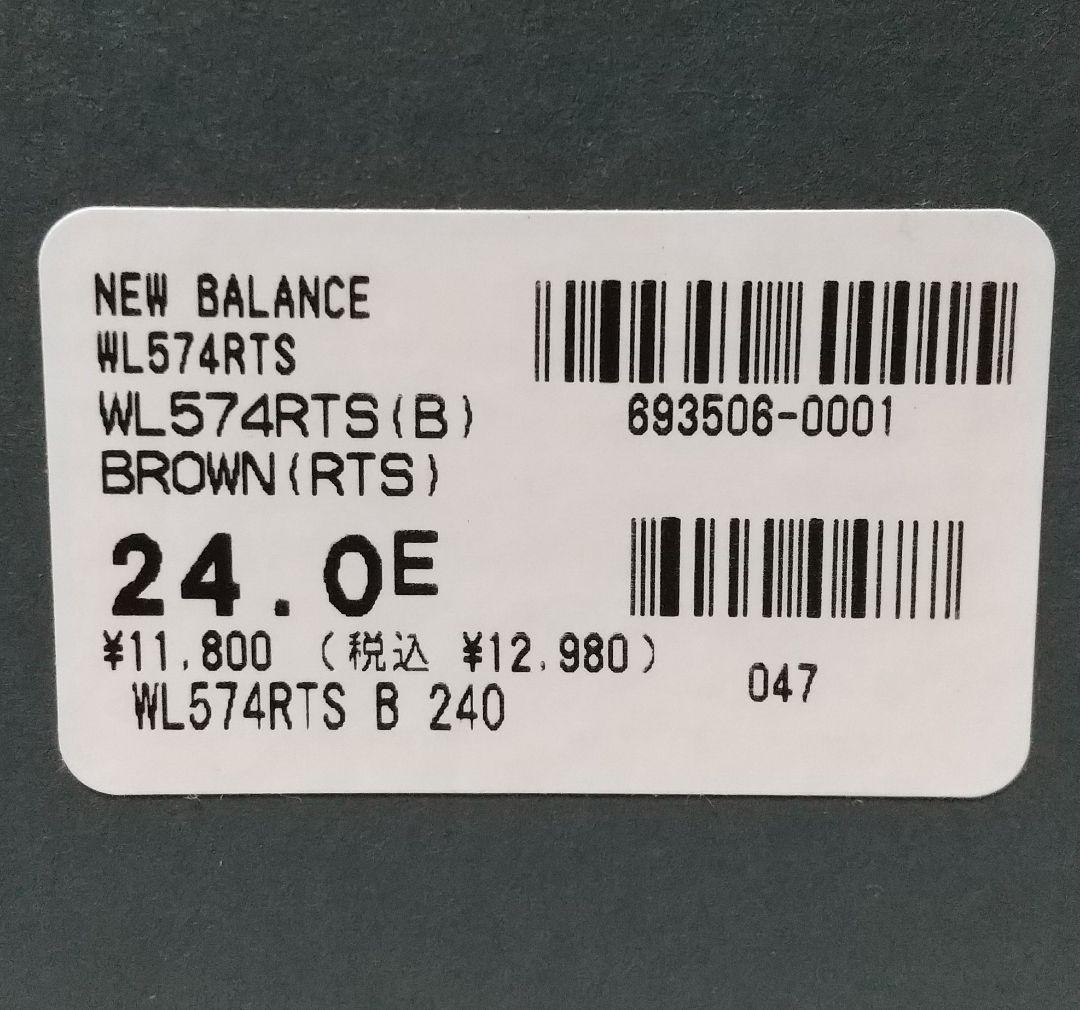 NEW BALANCE
WL574RTS
WL574RTS(B)
BROWN(RTS)
24.0E
¥11,800 (税込 ¥12,980)
WL574RTS B 240
693506-0001
047